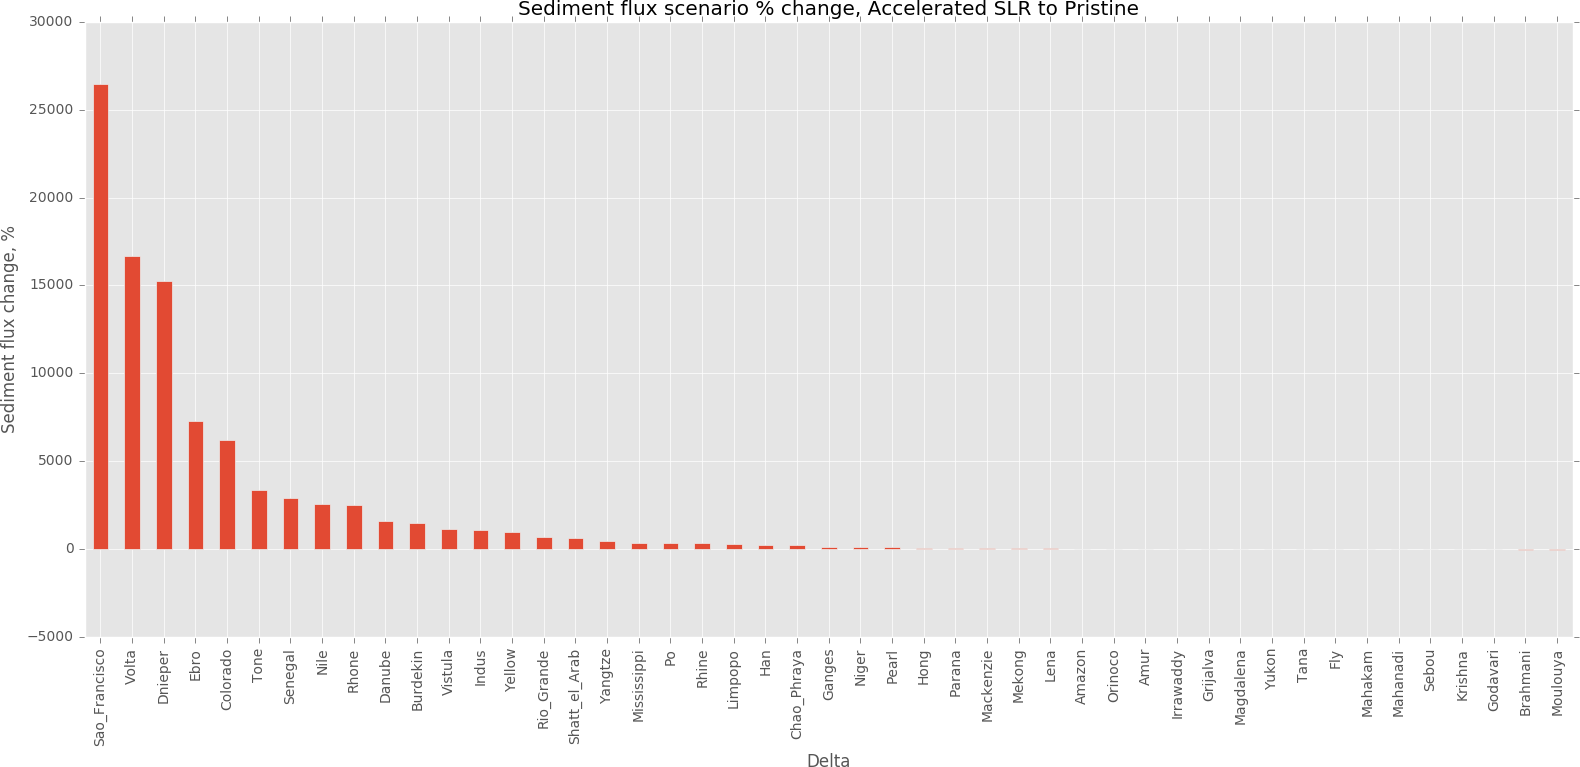 Sediment flux scenario % change, Accelerated SLR to Pristine
30000
25000
20000
15000
10000
5000
0
−5000
Sediment flux change, %
Sao_Francisco
Volta
Dnieper
Ebro
Colorado
Tone
Senegal
Nile
Rhone
Danube
Burdekin
Vistula
Indus
Yellow
Rio_Grande
Shatt_el_Arab
Yangtze
Mississippi
Po
Rhine
Limpopo
Han
Chao_Phraya
Ganges
Niger
Pearl
Hong
Parana
Mackenzie
Mekong
Lena
Amazon
Orinoco
Amur
Irrawaddy
Grijalva
Magdalena
Yukon
Tana
Fly
Mahakam
Mahanadi
Sebou
Krishna
Godavari
Brahmani
Moulouya
Delta